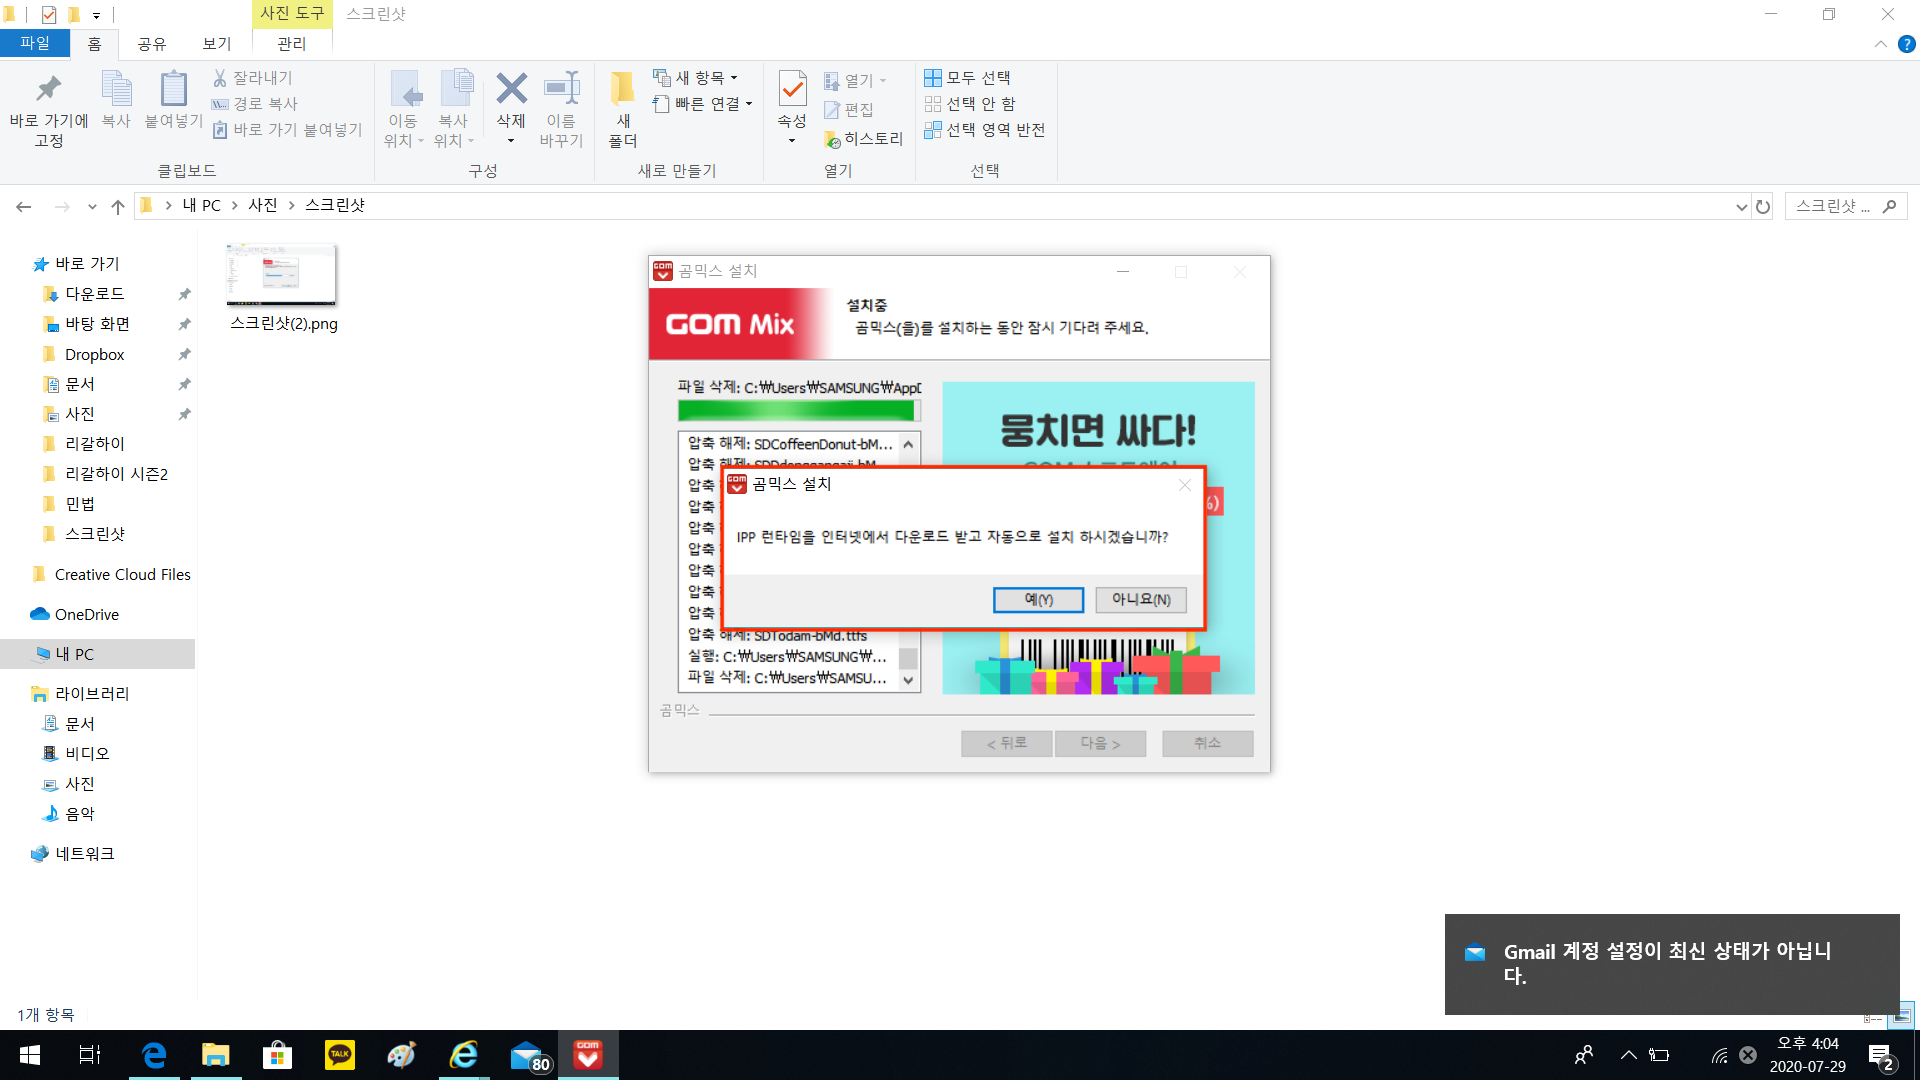 사진 도구
스크린샷
파일
홈
공유
보기
관리
바로 가기에
고정
복사
붙여넣기
잘라내기
경로 복사
바로 가기 붙여넣기
클립보드
이동
위치
복사
위치
삭제
이름
바꾸기
구성
새
폴더
새 항목
빠른 연결
새로 만들기
속성
열기
편집
히스토리
열기
모두 선택
선택 안 함
선택 영역 반전
선택
내 PC
사진
스크린샷
스크린샷 ...
바로 가기
다운로드
바탕 화면
Dropbox
문서
사진
리갈하이
리갈하이 시즌2
민법
스크린샷
Creative Cloud Files
OneDrive
내 PC
라이브러리
문서
비디오
사진
음악
네트워크
스크린샷(2).png
1개 항목
곰믹스 설치
GOM Mix
설치중
곰믹스(을)를 설치하는 동안 잠시 기다려 주세요.
파일 삭제: C:₩Users₩SAMSUNG₩AppD
압축 해제: SDCoffeenDonut-bM...
압축 해제:
압축
압축
압축
압축
압축
압축
압축
압축 해제: SDTodam-bMd.ttfs
실행: C:₩Users₩SAMSUNG₩...
파일 삭제: C:₩Users₩SAMSU...
뭉치면 싸다!
%)
곰믹스 설치
IPP 런타임을 인터넷에서 다운로드 받고 자동으로 설치 하시겠습니까?
예(Y)
아니요(N)
곰믹스
< 뒤로
다음 >
취소
Gmail 계정 설정이 최신 상태가 아닙니
다.
TALK
80
GOM
오후 4:04
2020-07-29
2